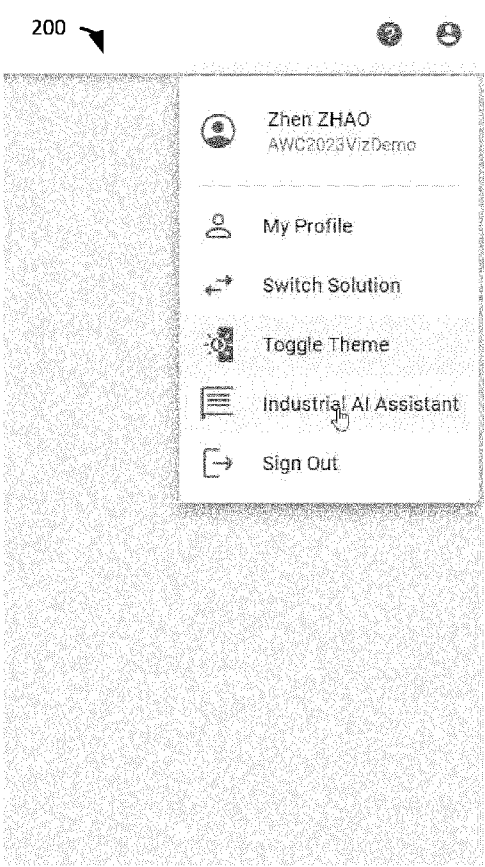 200
?
Zhen ZHAO
AWC2023VizDemo
My Profile
Switch Solution
Toggle Theme
Industrial AI Assistant
Sign Out